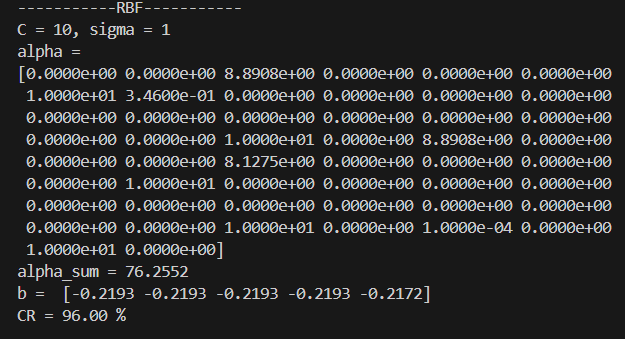 -----------RBF-----------
C = 10, sigma = 1
alpha =
[0.0000e+00 0.0000e+00 8.8908e+00 0.0000e+00 0.0000e+00 0.0000e+00
1.0000e+01 3.4600e-01 0.0000e+00 0.0000e+00 0.0000e+00 0.0000e+00
0.0000e+00 0.0000e+00 0.0000e+00 0.0000e+00 0.0000e+00 0.0000e+00
0.0000e+00 0.0000e+00 1.0000e+01 0.0000e+00 8.8908e+00 0.0000e+00
0.0000e+00 0.0000e+00 8.1275e+00 0.0000e+00 0.0000e+00 0.0000e+00
0.0000e+00 1.0000e+01 0.0000e+00 0.0000e+00 0.0000e+00 0.0000e+00
0.0000e+00 0.0000e+00 0.0000e+00 0.0000e+00 0.0000e+00 0.0000e+00
0.0000e+00 0.0000e+00 1.0000e+01 0.0000e+00 1.0000e-04 0.0000e+00
1.0000e+01 0.0000e+00]
alpha_sum = 76.2552
b =  [-0.2193 -0.2193 -0.2193 -0.2193 -0.2172]
CR = 96.00 %